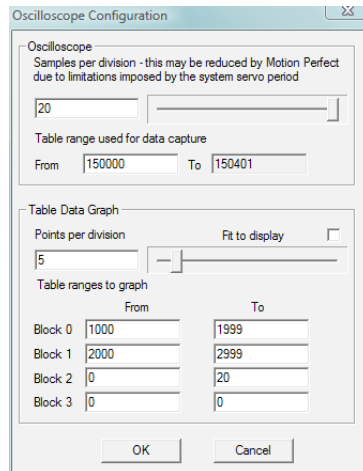 Oscilloscope Configuration
Oscilloscope
Samples per division - this may be reduced by Motion Perfect
due to limitations imposed by the system servo period
20
Table range used for data capture
From 150000 To 150401
Table Data Graph
Points per division Fit to display
5
Table ranges to graph
From To
Block 0 1000 1999
Block 1 2000 2999
Block 2 0 20
Block 3 0 0
OK Cancel